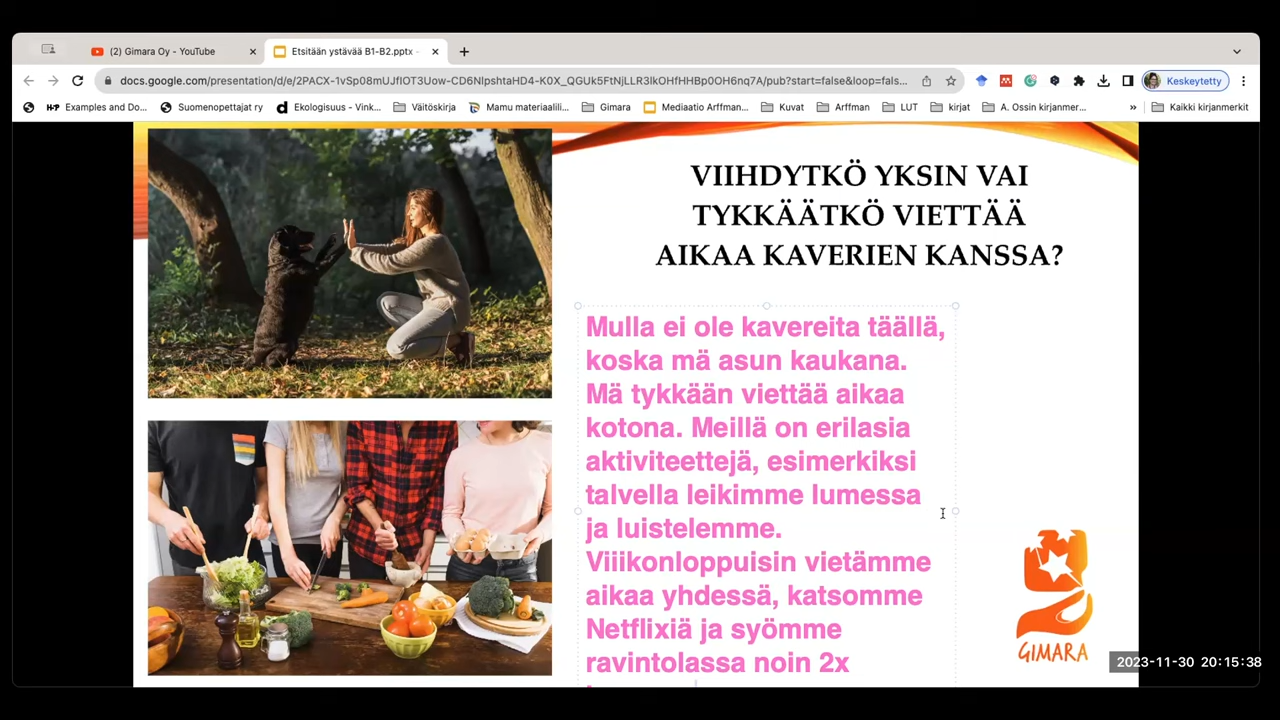 (2) Gimara Oy - YouTube
Etsitään ystävää B1-B2.pptx -
docs.google.com/presentation/d/e/2PACX-1vSp08mUJfIOT3Uow-CD6NlpshtaHD4-K0X_QGUk5FtNjLLR3lkOHfHHBp0OH6nq7A/pub?start=false&loop=fals...
Keskeytetty
Examples and Do...
Suomenopettajat ry
Ekologisuus - Vink...
Väitöskirja
Mamu materiaalil...
Gimara
Mediaatio Arffman...
Kuvat
Arffman
LUT
kirjat
A. Ossin kirjanmer...
»
Kaikki kirjanmerkit
VIIHDYTKÖ YKSIN VAI
TYKKÄÄTKÖ VIETTÄÄ
AIKAA KAVERIEN KANSSA?
Mulla ei ole kavereita täällä,
koska mä asun kaukana.
Mä tykkään viettää aikaa
kotona. Meillä on erilasia
aktiviteettejä, esimerkiksi
talvella leikimme lumessa
ja luistelemme.
Viiikonloppuisin vietämme
aikaa yhdessä, katsomme
Netflixiä ja syömme
ravintolassa noin 2x
GIMARA
2023-11-30 20:15:38